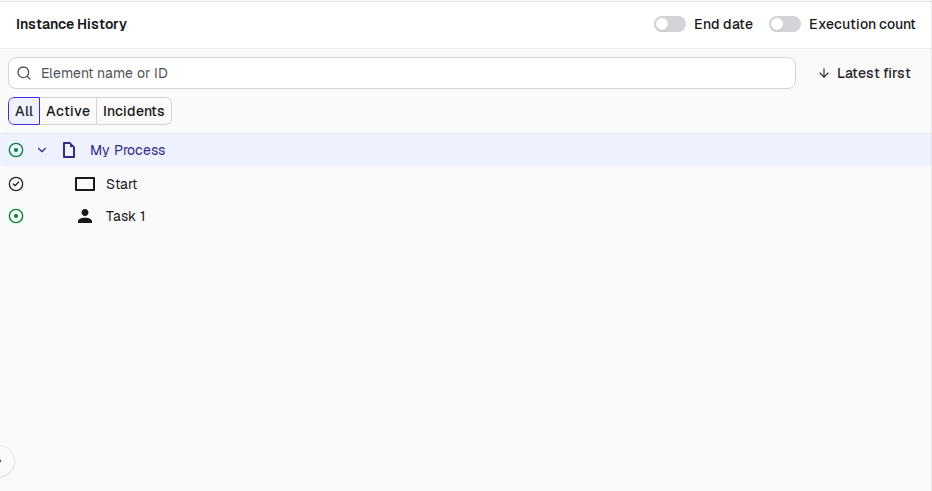 Instance History End date Execution count
Element name or ID Latest first
All Active Incidents
My Process
Start
Task 1